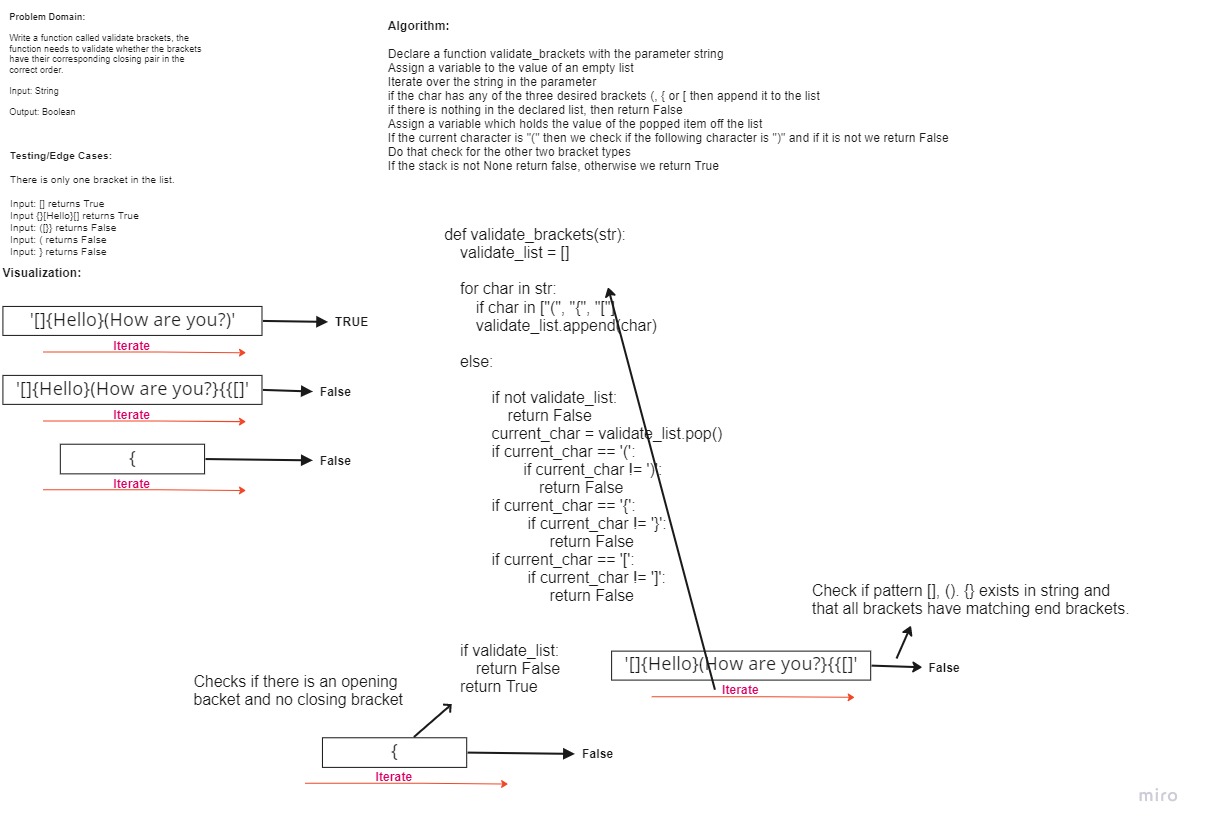 Problem Domain:
Write a function called validate brackets, the
function needs to validate whether the brackets
have their corresponding closing pair in the
correct order.
Input: String
Output: Boolean
Testing/Edge Cases:
There is only one bracket in the list.
Input: [] returns True
Input {}[Hello}[] returns True
Input: ([}} returns False
Input: ( returns False
Input: } returns False
Visualization:
'[]{Hello}(How are you?)'
TRUE
Iterate
'[]{Hello}(How are you?}{{[]'
False
Iterate
{
False
Iterate
Algorithm:
Declare a function validate_brackets with the parameter string
Assign a variable to the value of an empty list
Iterate over the string in the parameter
if the char has any of the three desired brackets (, { or [ then append it to the list
if there is nothing in the declared list, then return False
Assign a variable which holds the value of the popped item off the list
If the current character is "(" then we check if the following character is ")" and if it is not we return False
Do that check for the other two bracket types
If the stack is not None return false, otherwise we return True
def validate_brackets(str):
validate_list = []
for char in str:
if char in ["(", "{", "["]
validate_list.append(char)
else:
if not validate_list:
return False
current_char = validate_list.pop()
if current_char == '(':
if current_char != ')':
return False
if current_char == '{':
if current_char != '}':
return False
if current_char == '[':
if current_char != ']':
return False
if validate_list:
return False
return True
Check if pattern [], (). {} exists in string and
that all brackets have matching end brackets.
'[]{Hello}(How are you?}{{[]'
False
Iterate
Checks if there is an opening
backet and no closing bracket
{
False
Iterate
miro